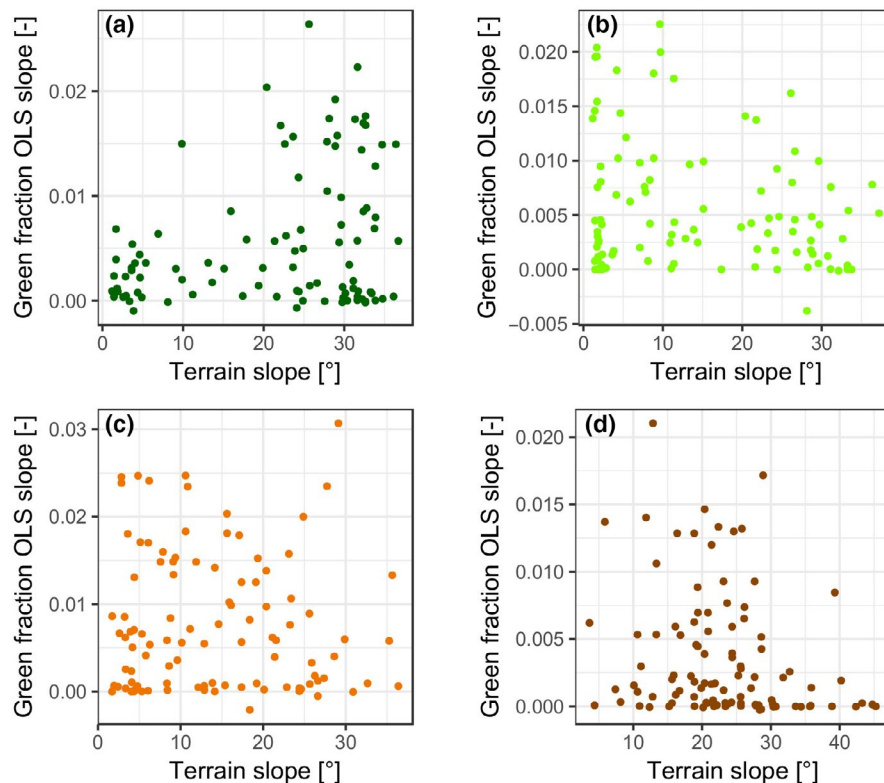 (a)
Green fraction OLS slope [-]
0.02
0.01
0.00
0
10
20
30
Terrain slope [°]
(b)
Green fraction OLS slope [-]
0.020
0.015
0.010
0.005
0.000
−0.005
0
10
20
30
Terrain slope [°]
(c)
Green fraction OLS slope [-]
0.03
0.02
0.01
0.00
0
10
20
30
Terrain slope [°]
(d)
Green fraction OLS slope [-]
0.020
0.015
0.010
0.005
0.000
10
20
30
40
Terrain slope [°]